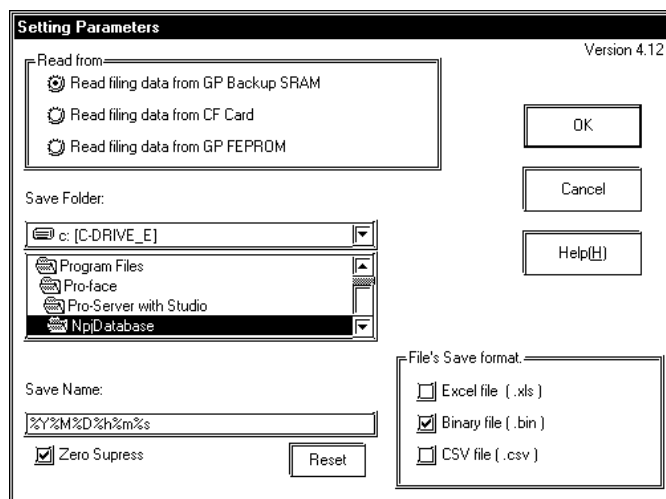 Setting Parameters
Version 4.12
Read from
Read filing data from GP Backup SRAM
Read filing data from CF Card
Read filing data from GP FEPROM
OK
Cancel
Help(H)
Save Folder:
c: [C-DRIVE_E]
Program Files
Pro-face
Pro-Server with Studio
NpjDatabase
Save Name:
%Y%M%D%h%m%s
Zero Supress
Reset
File's Save format.
Excel file ( .xls )
Binary file ( .bin )
CSV file ( .csv )